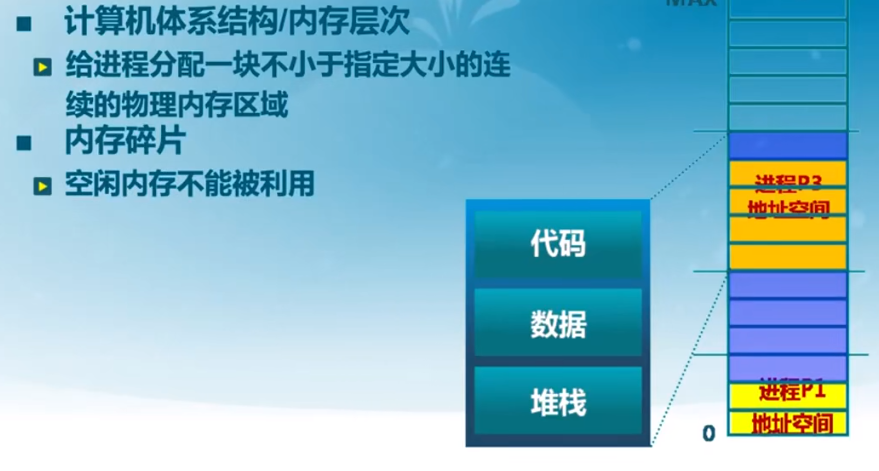 MAX
计算机体系结构/内存层次
给进程分配一块不小于指定大小的连
续的物理内存区域
内存碎片
空闲内存不能被利用
代码
数据
堆栈
进程P3
地址空间
进程P1
地址空间
0